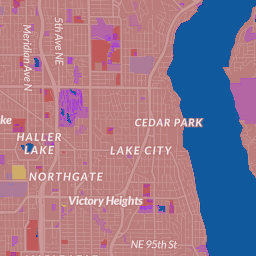 Meridian Ave N
5th Ave NE
CEDAR PARK
HALLER
LAKE
LAKE CITY
NORTHGATE
Victory Heights
NE 95th St